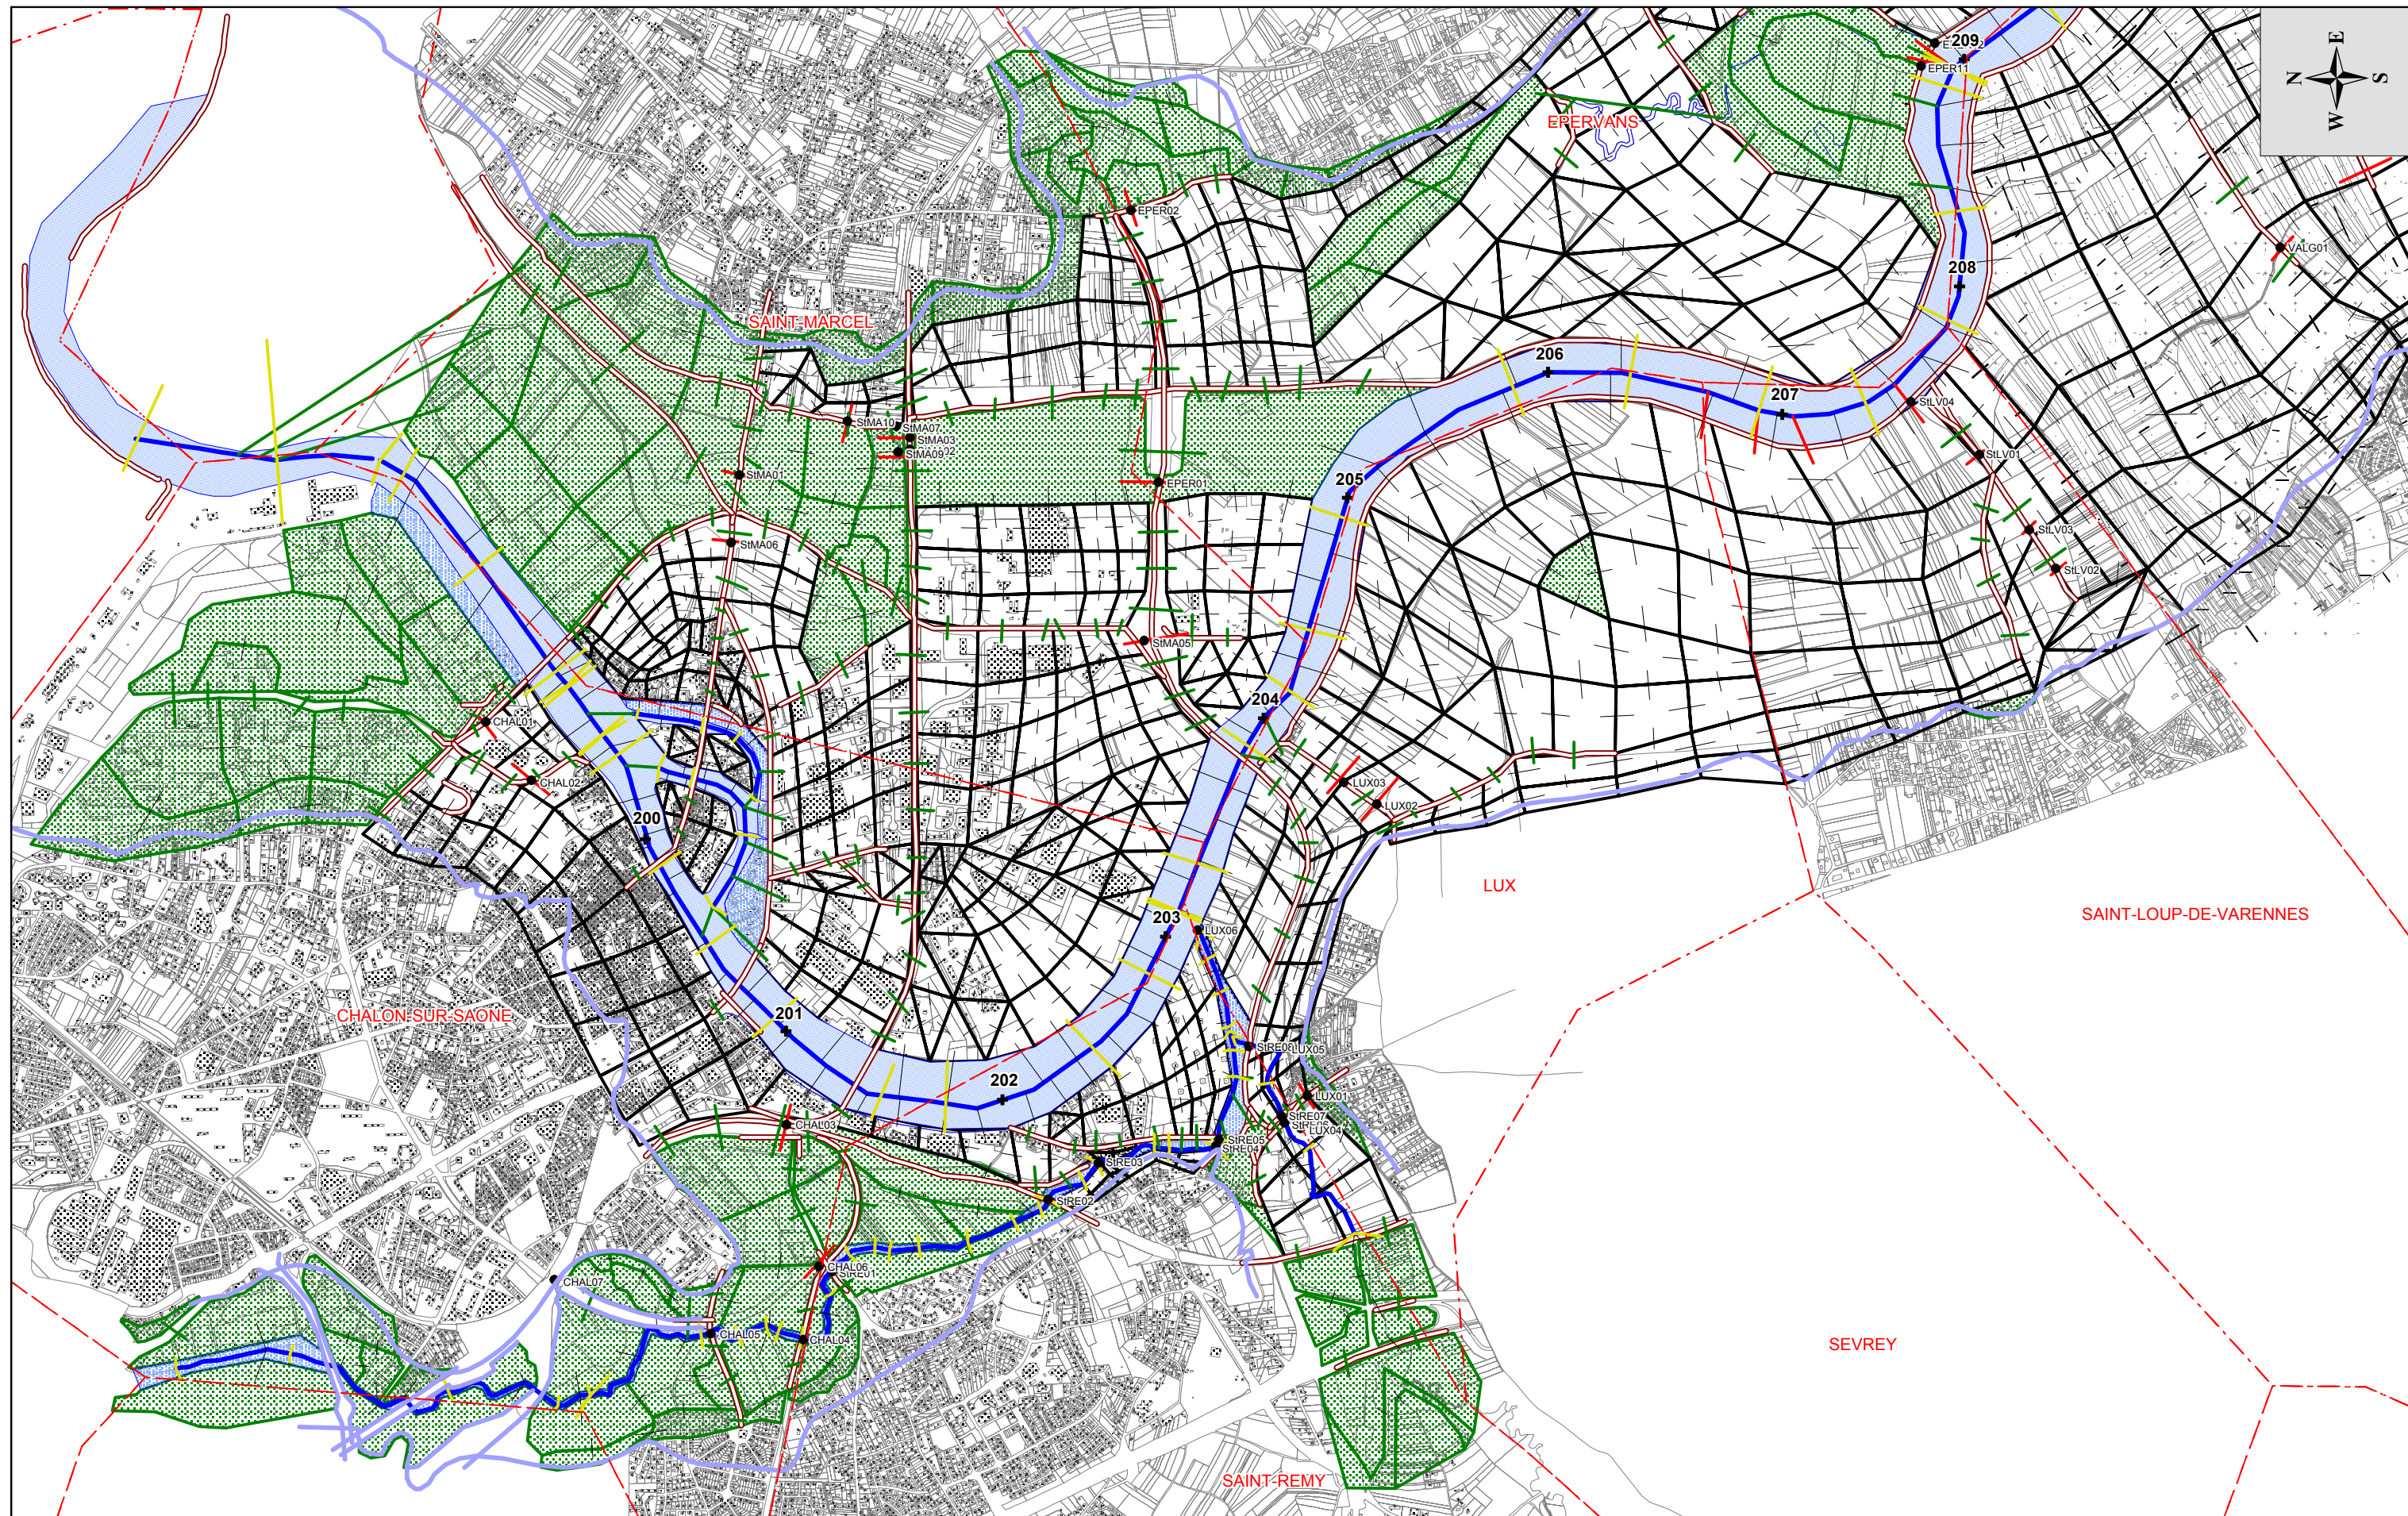 E
N
S
W
209
EPER11
EPERVANS
EPER02
VALG01
208
SAINT-MARCEL
206
207
StLV04
StMA10
StMA07
StMA03
StMA09
StLV01
StMA01
205
EPER01
StLV03
StMA06
StLV02
StMA05
204
CHAL01
CHAL02
LUX03
LUX02
200
LUX
203
SAINT-LOUP-DE-VARENNES
LUX06
CHALON-SUR-SAONE
201
StRE08
LUX05
202
LUX01
StRE07
CHAL03
LUX04
StRE05
StRE04
StRE03
StRE02
CHAL06
StRE01
CHAL07
CHAL05
CHAL04
SEVREY
SAINT-REMY